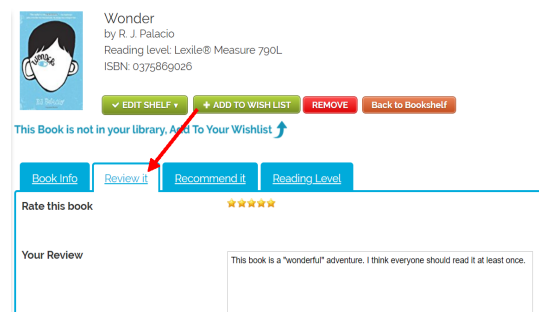 Wonder
by R. J. Palacio
Reading level: Lexile® Measure 790L
ISBN: 0375869026
EDIT SHELF
ADD TO WISH LIST
REMOVE
Back to Bookshelf
This Book is not in your library, Add To Your Wishlist
Book Info
Review it
Recommend it
Reading Level
Rate this book
Your Review
This book is a "wonderful" adventure. I think everyone should read it at least once.